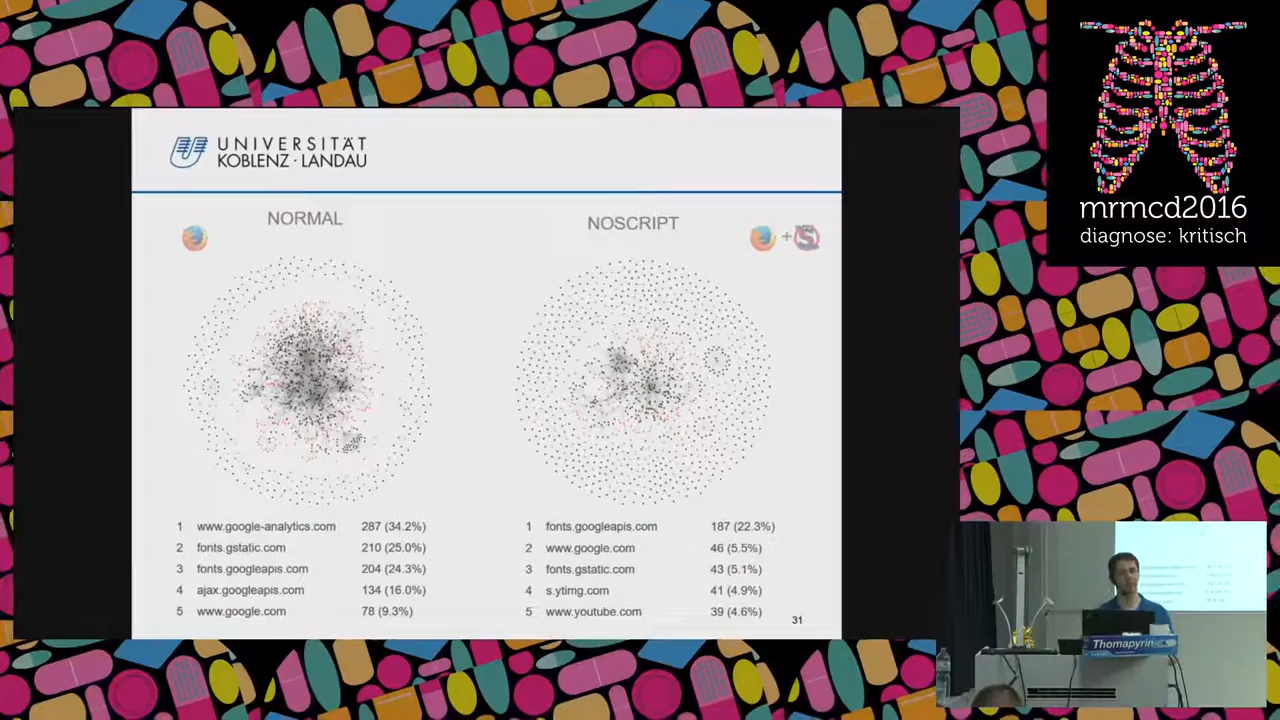 UNIVERSITÄT
KOBLENZ · LANDAU
NORMAL
NOSCRIPT
+
1 www.google-analytics.com 287 (34.2%)
2 fonts.gstatic.com 210 (25.0%)
3 fonts.googleapis.com 204 (24.3%)
4 ajax.googleapis.com 134 (16.0%)
5 www.google.com 78 (9.3%)
1 fonts.googleapis.com 187 (22.3%)
2 www.google.com 46 (5.5%)
3 fonts.gstatic.com 43 (5.1%)
4 s.ytimg.com 41 (4.9%)
5 www.youtube.com 39 (4.6%)
31
mrmcd2016
diagnose: kritisch
Thomapyrin